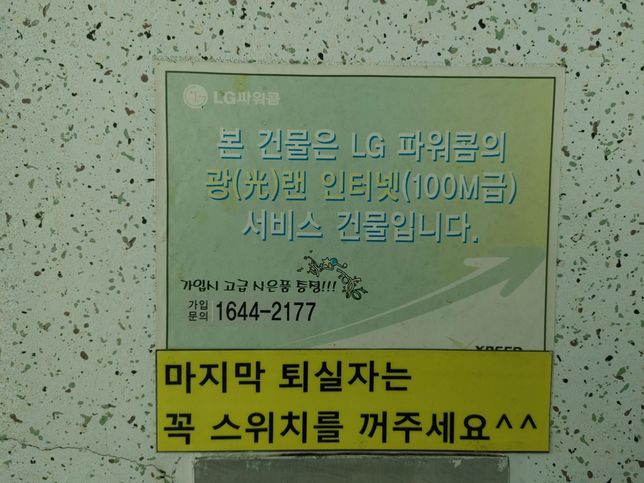 LG파워콤
본 건물은 LG 파워콤의
광(光)랜 인터넷(100M급)
서비스 건물입니다.
가입시 고급 사은품 증정!!!
가입
문의 1644-2177
마지막 퇴실자는
꼭 스위치를 꺼주세요^^